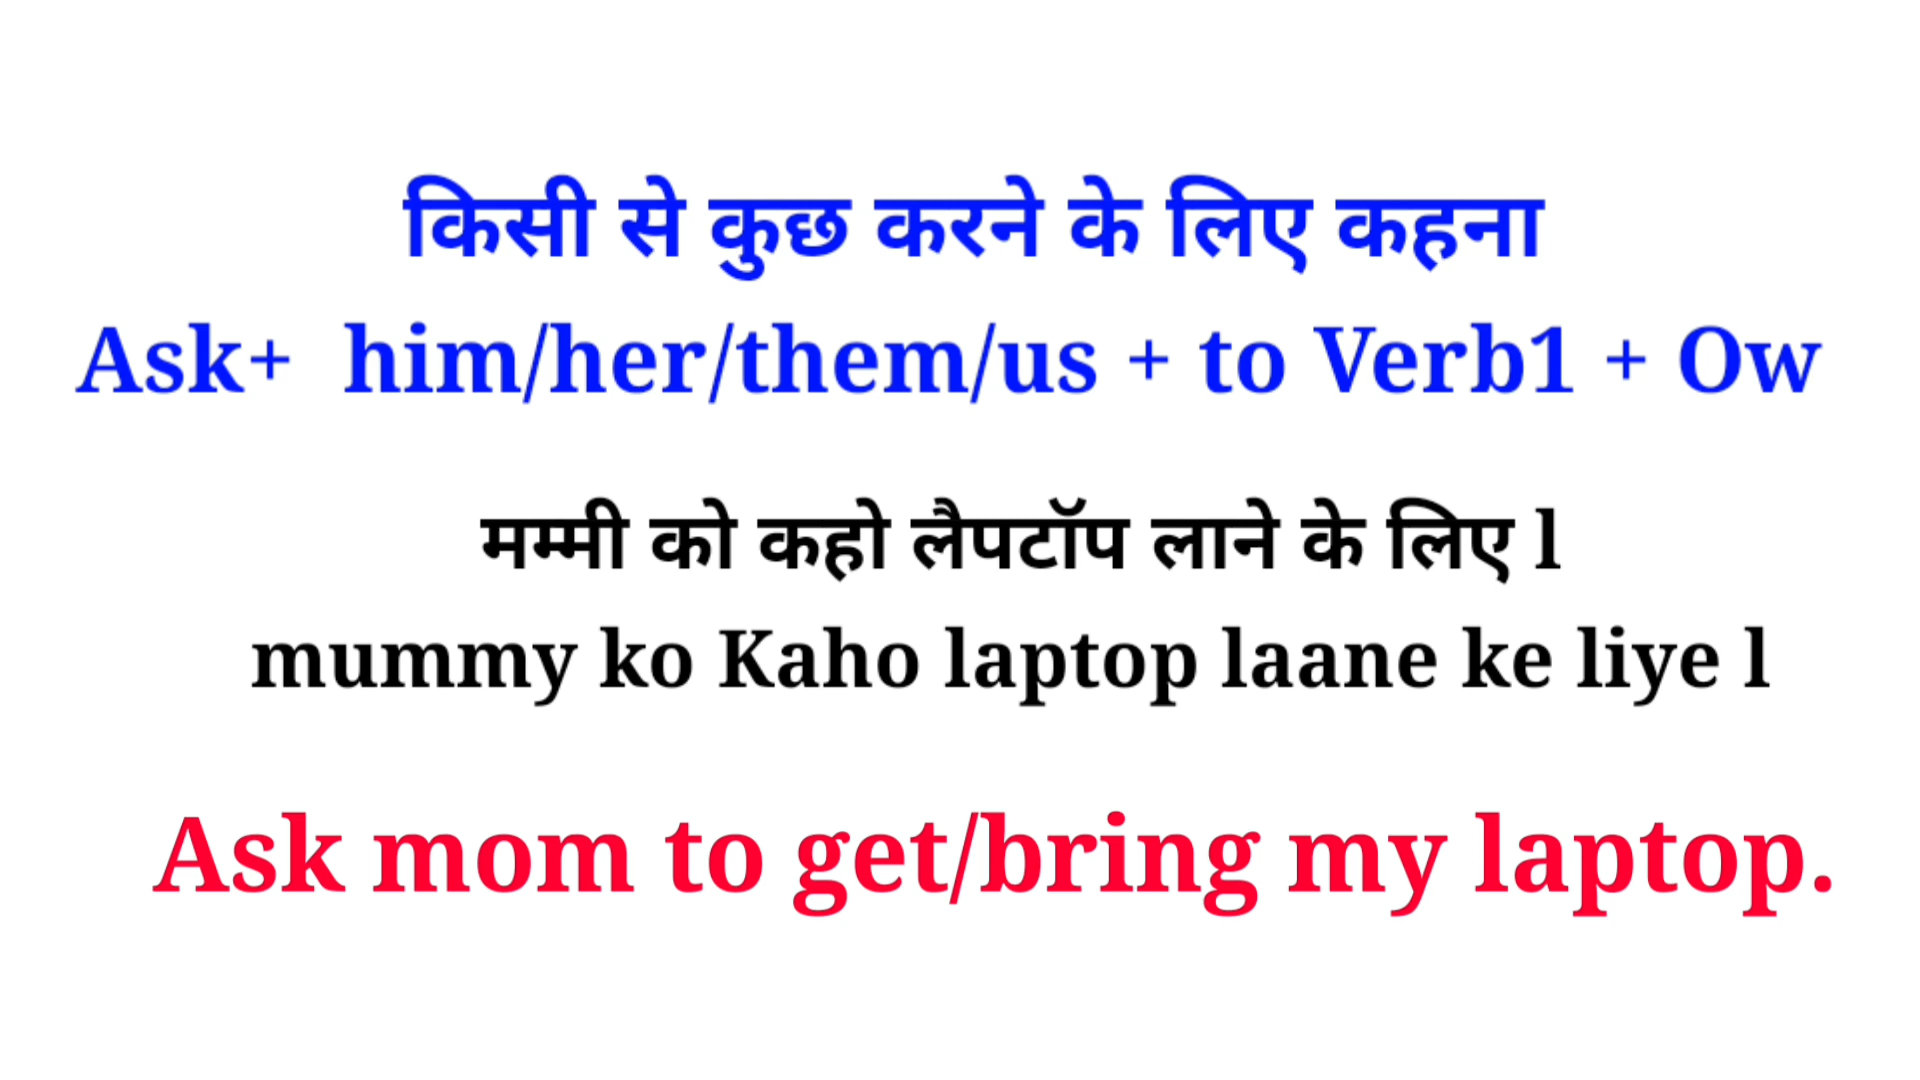 किसी से कुछ करने के लिए कहना
Ask+ him/her/them/us + to Verb1 + Ow
मम्मी को कहो लैपटॉप लाने के लिए l
mummy ko Kaho laptop laane ke liye l
Ask mom to get/bring my laptop.